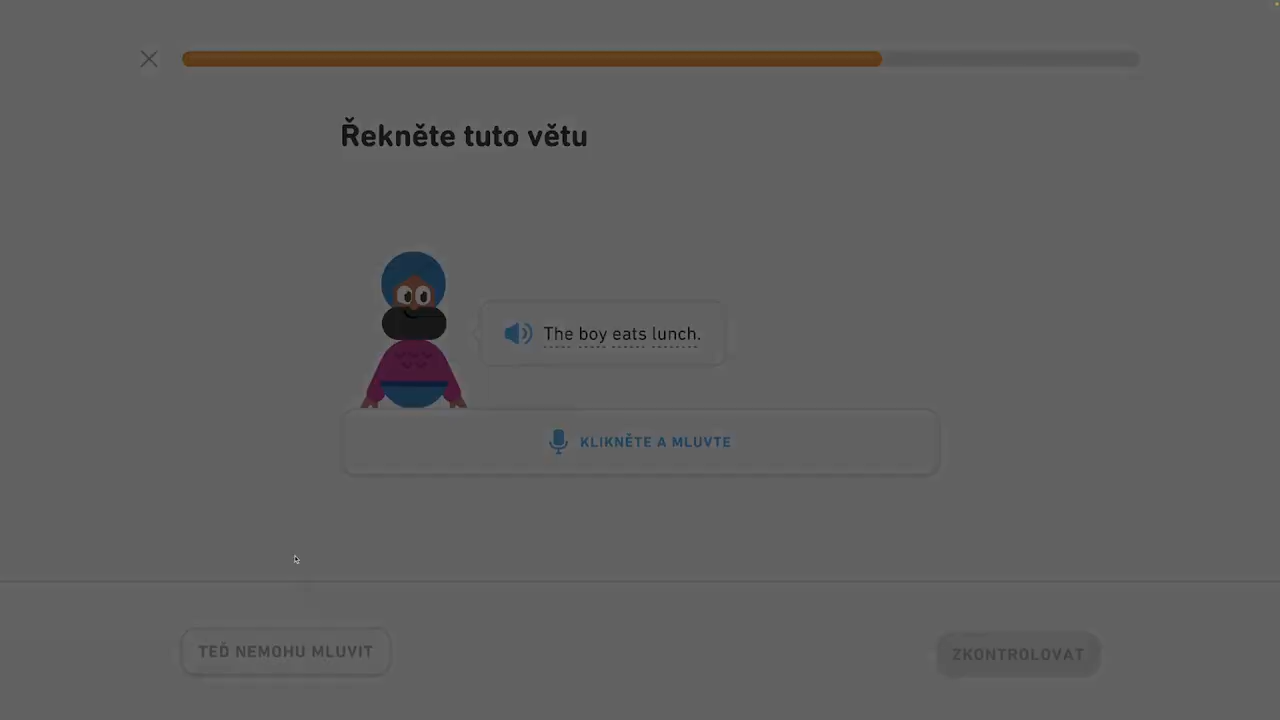 Řekněte tuto větu
The boy eats lunch.
KLIKNĚTE A MLUVTE
TEĎ NEMOHU MLUVIT
ZKONTROLOVAT